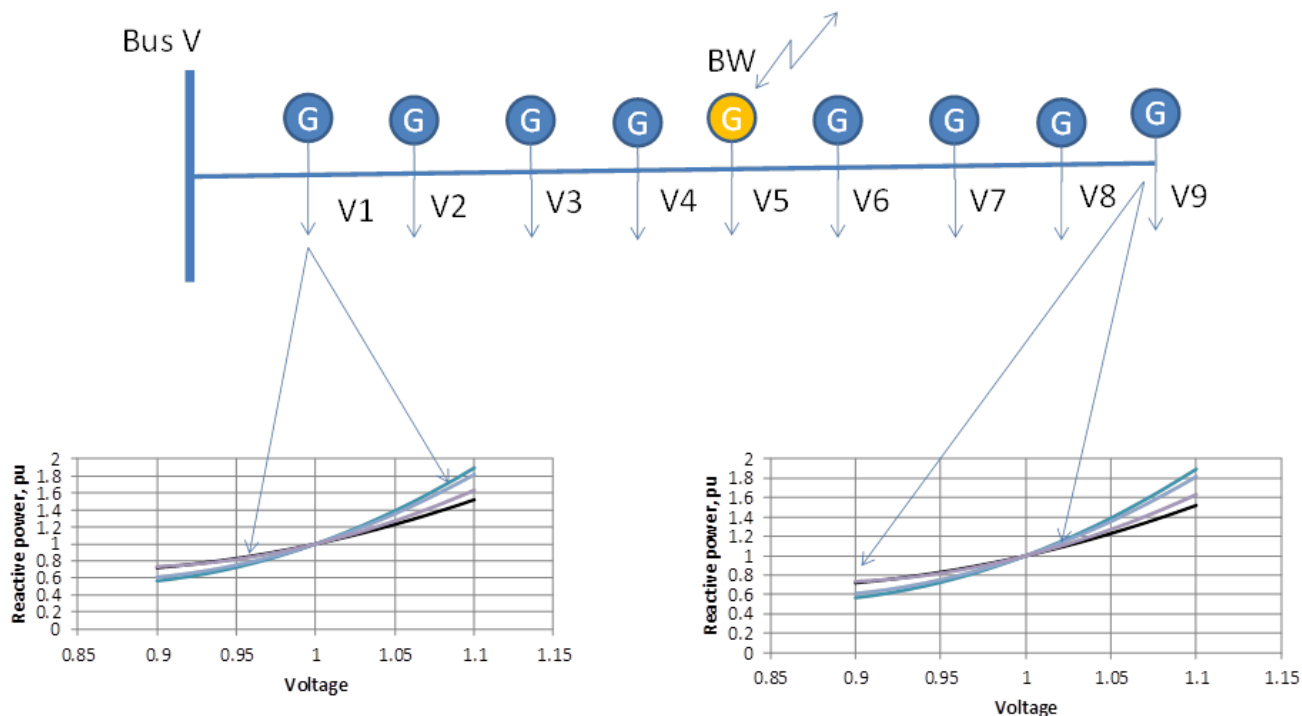 Bus V
BW
G G G G G G G G G
V1 V2 V3 V4 V5 V6 V7 V8 V9
Reactive power, pu
2
1.8
1.6
1.4
1.2
1
0.8
0.6
0.4
0.2
0
0.85 0.9 0.95 1 1.05 1.1 1.15
Voltage
Reactive power, pu
2
1.8
1.6
1.4
1.2
1
0.8
0.6
0.4
0.2
0
0.85 0.9 0.95 1 1.05 1.1 1.15
Voltage